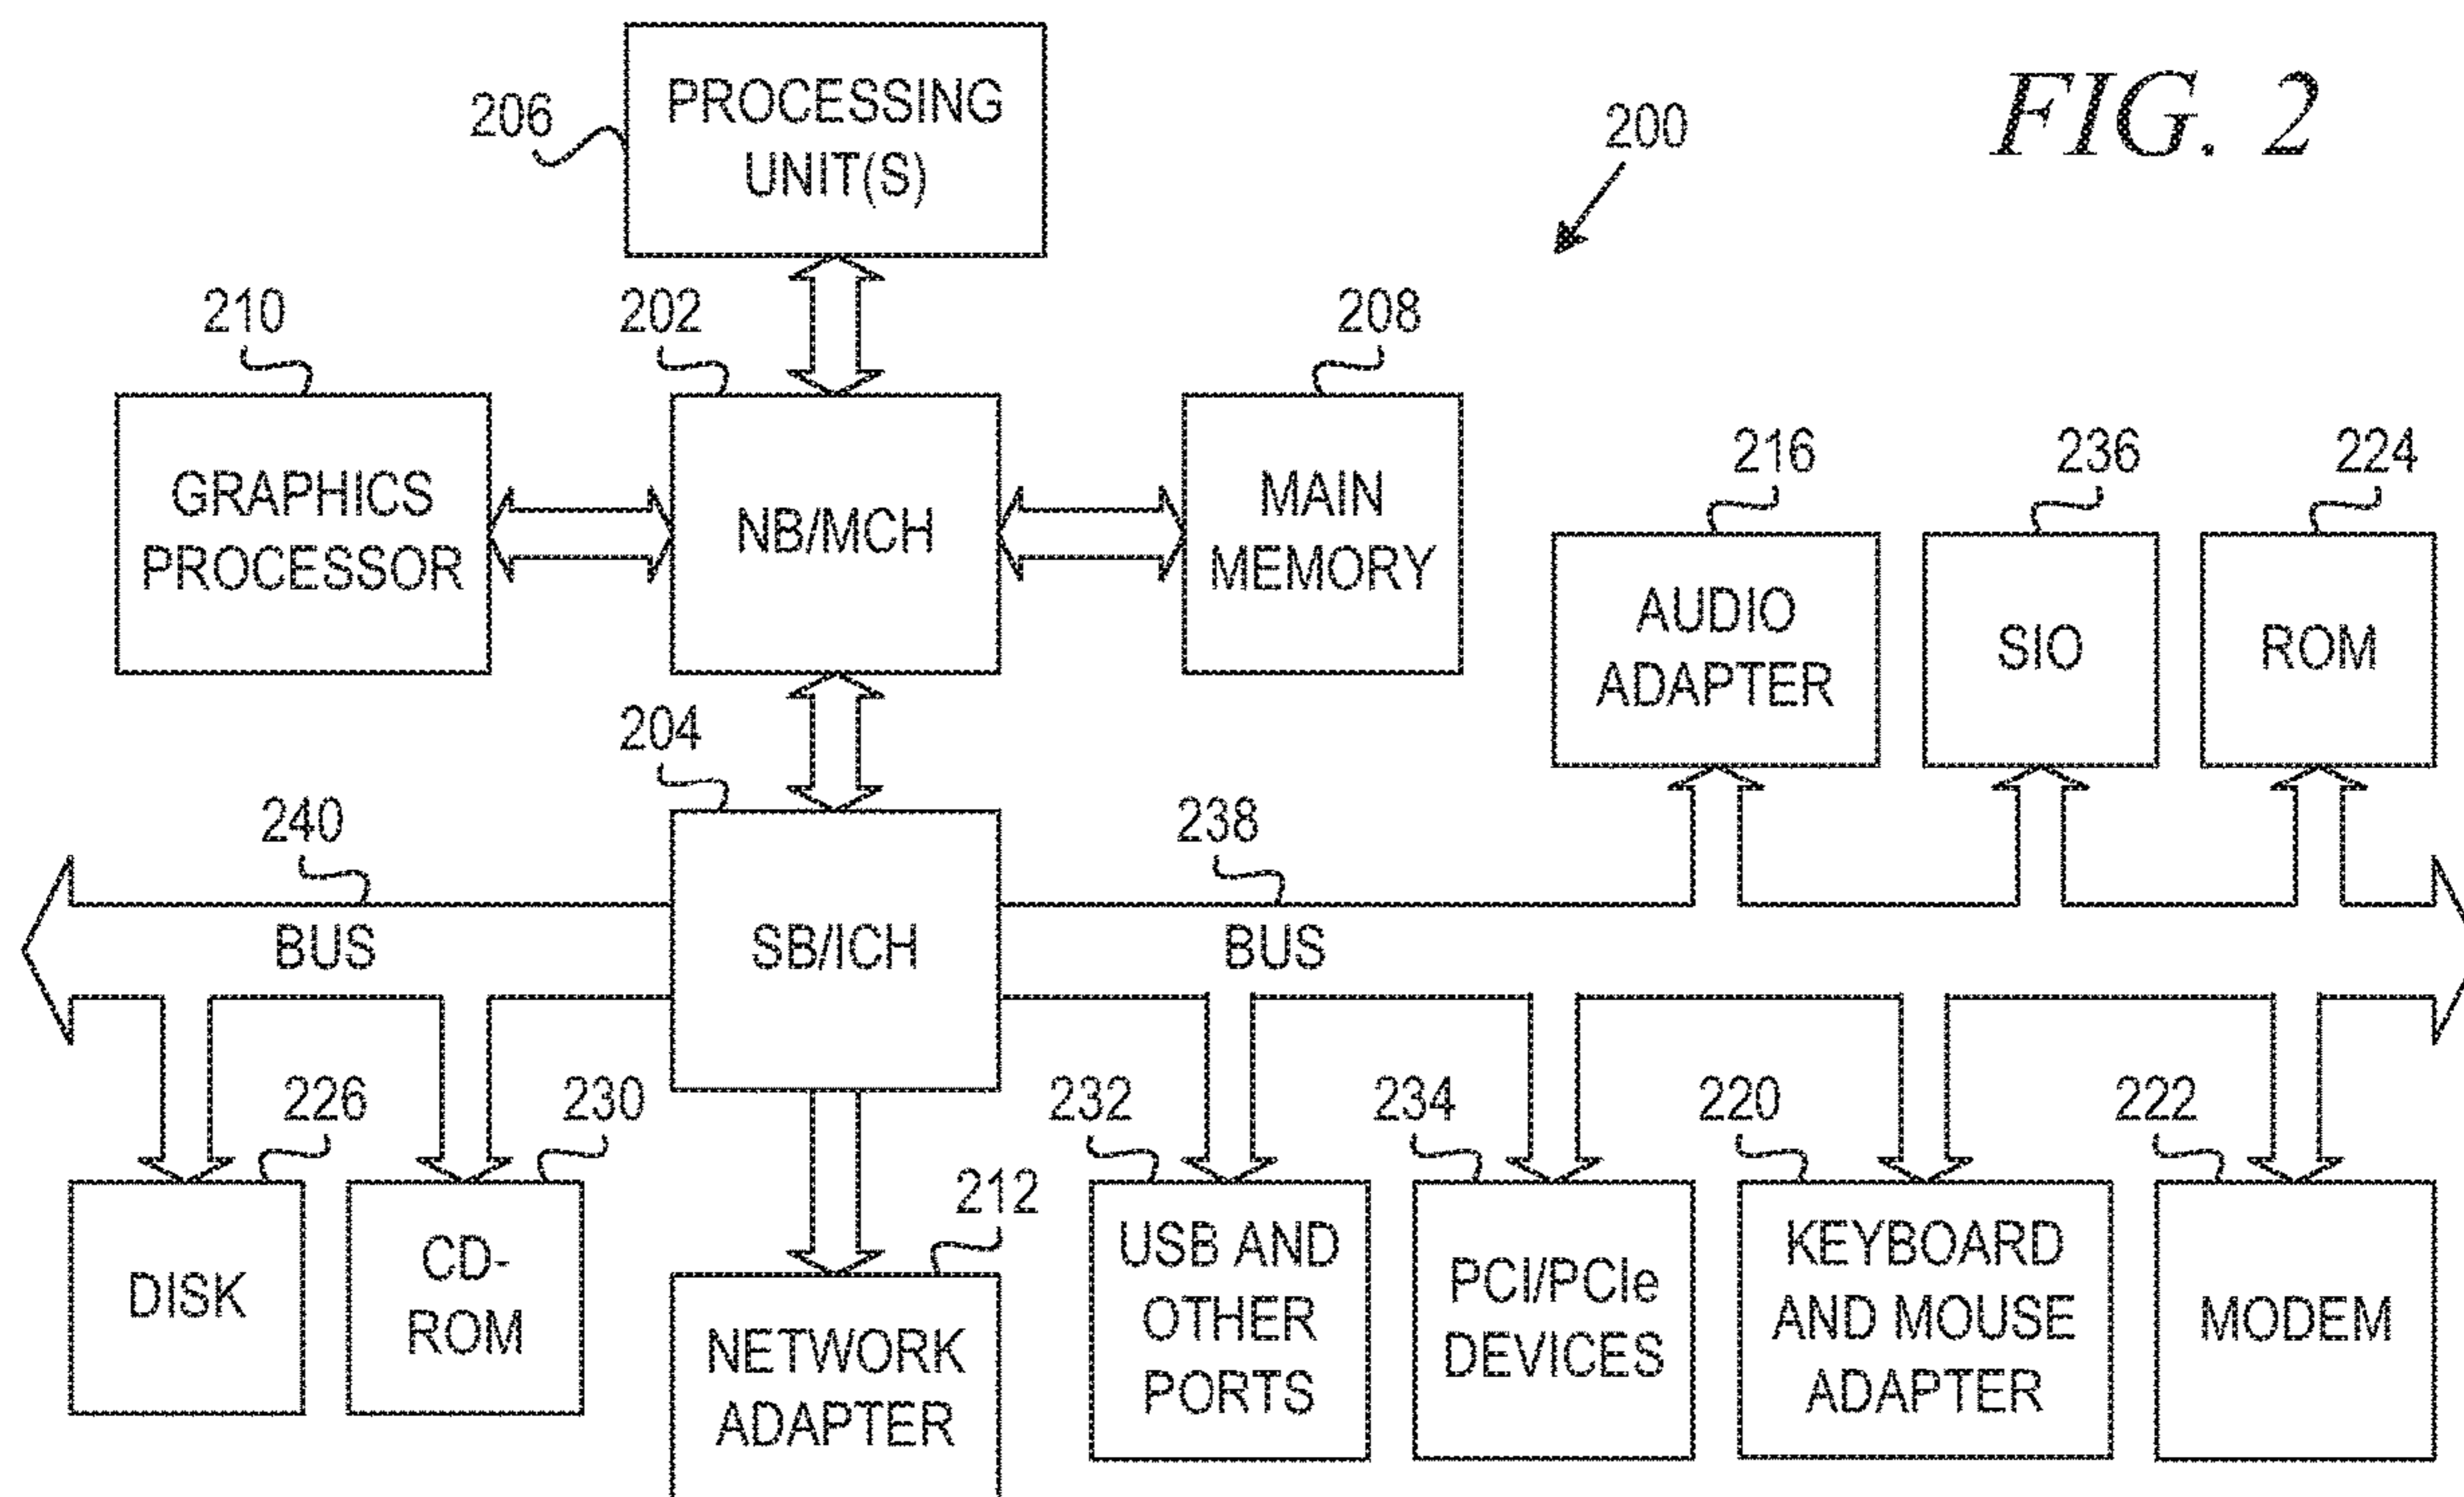 FIG. 2
200
206
PROCESSING
UNIT(S)
210
202
208
GRAPHICS
PROCESSOR
NB/MCH
MAIN
MEMORY
216
236
224
AUDIO
ADAPTER
SIO
ROM
204
240
238
BUS
SB/ICH
BUS
226
230
212
232
234
220
222
DISK
CD-
ROM
NETWORK
ADAPTER
USB AND
OTHER
PORTS
PCI/PCIe
DEVICES
KEYBOARD
AND MOUSE
ADAPTER
MODEM